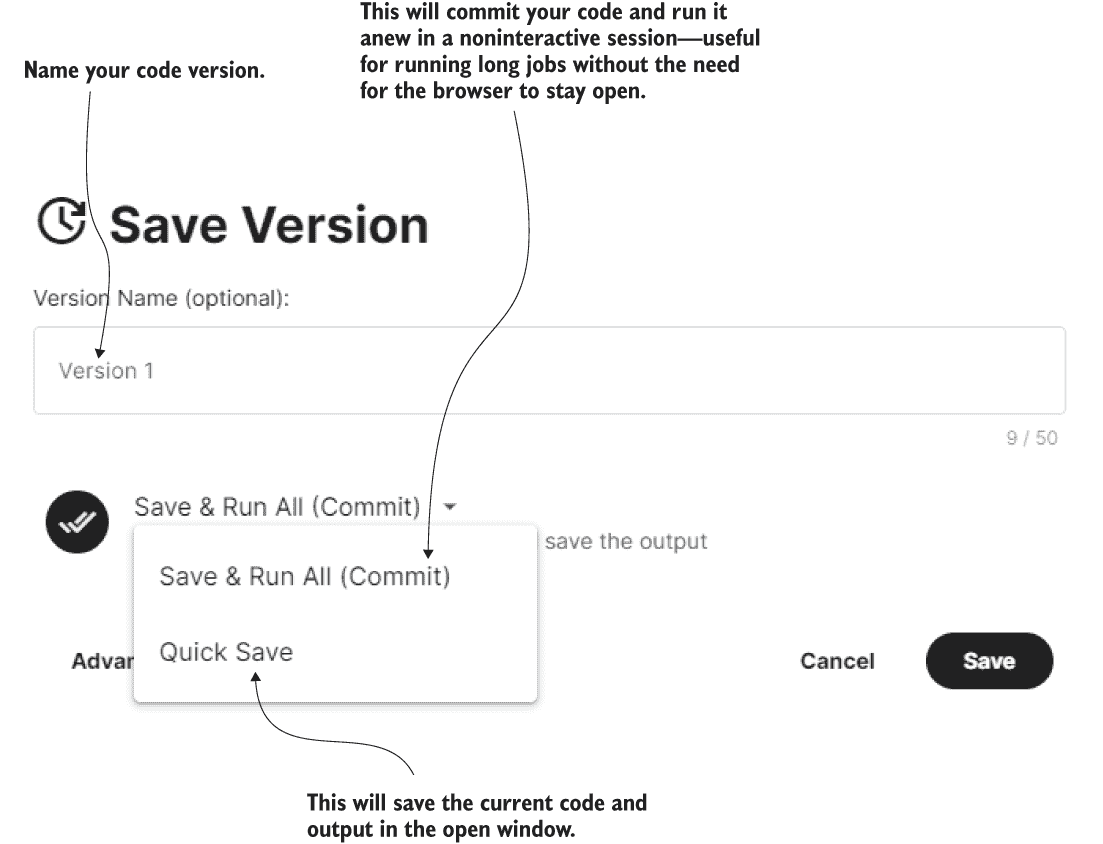 This will commit your code and run it
anew in a noninteractive session—useful
for running long jobs without the need
for the browser to stay open.
Name your code version.
Save Version
Version Name (optional):
Version 1
9 / 50
Save & Run All (Commit)
save the output
Save & Run All (Commit)
Quick Save
Cancel
Save
This will save the current code and
output in the open window.